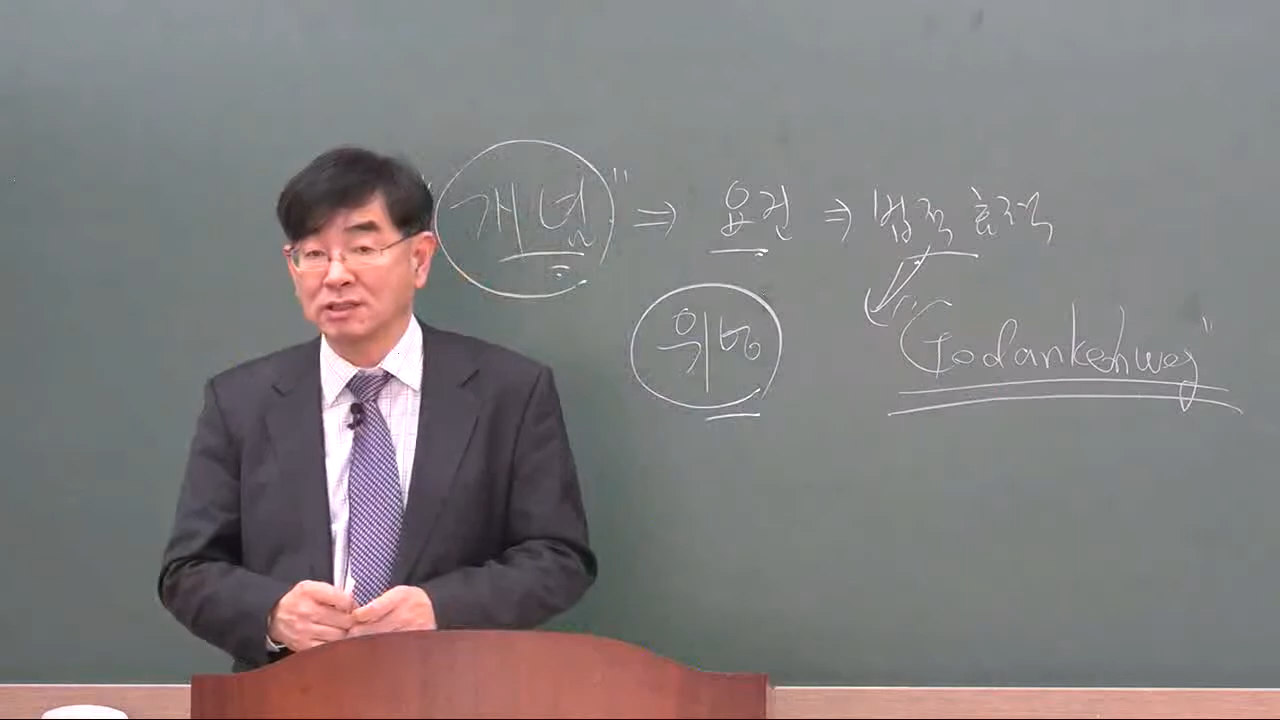 "개념" ⇒ 요건 ⇒ 법적 효과
위법
"Gedankenweg"